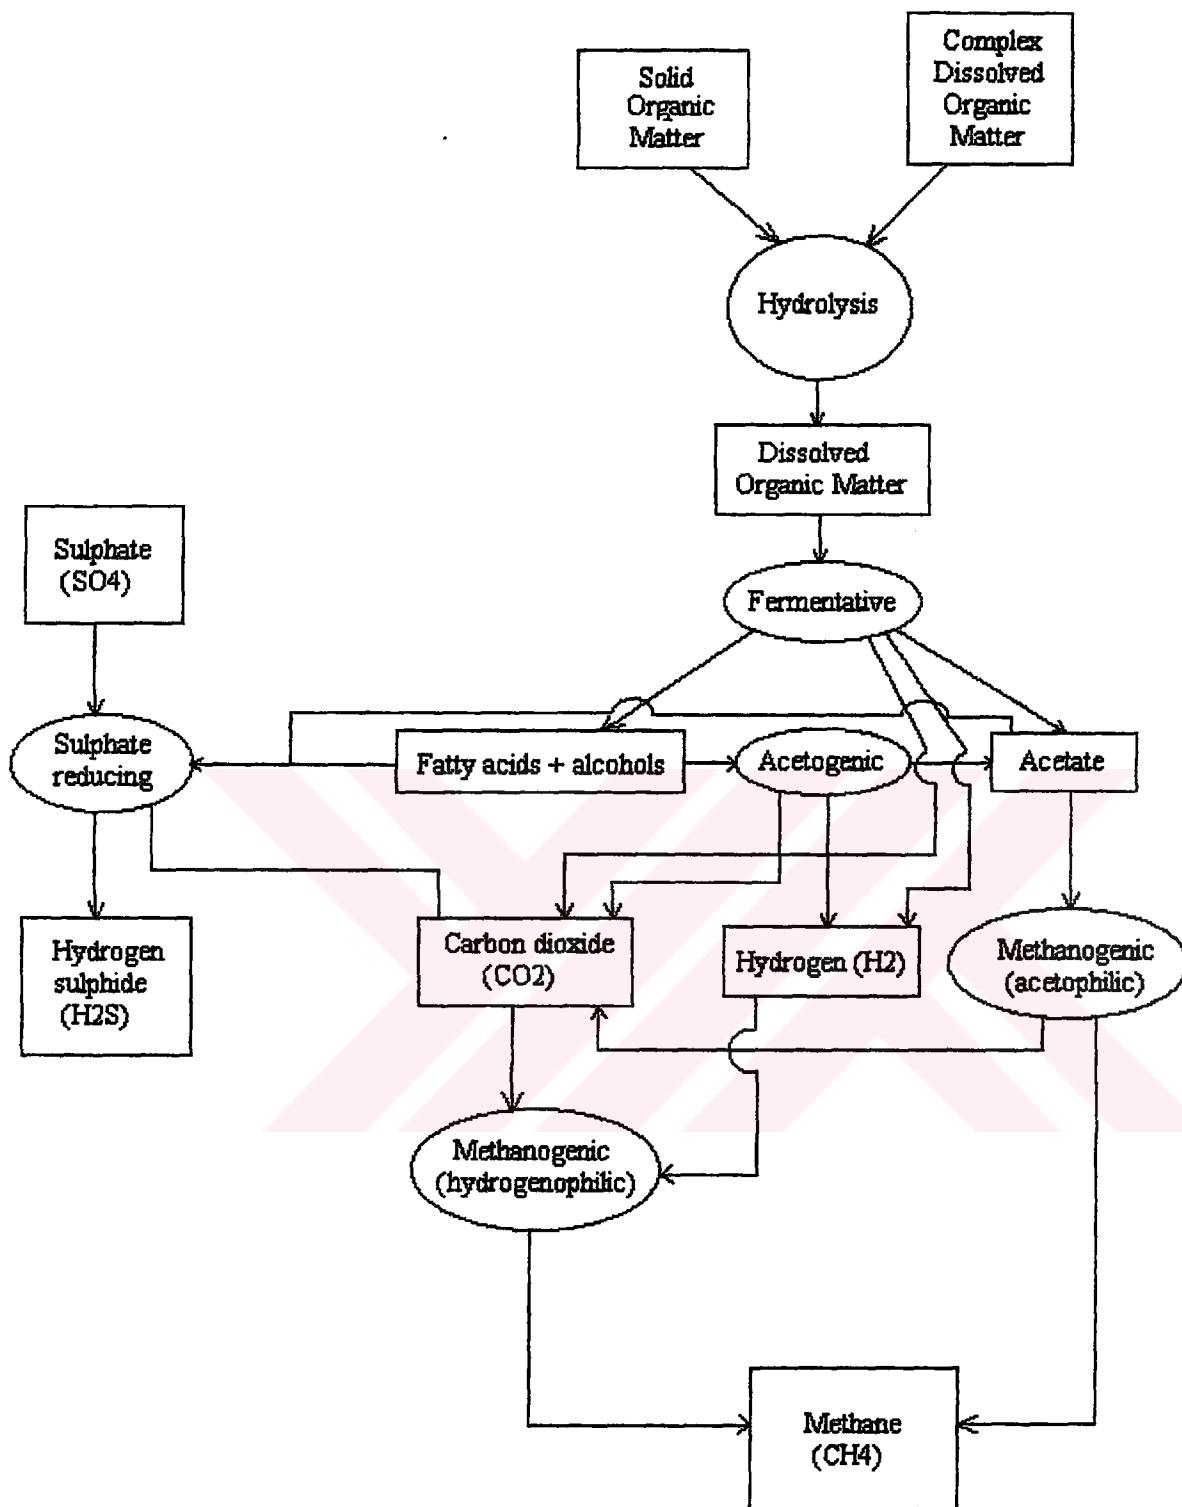 Solid
Organic
Matter
Complex
Dissolved
Organic
Matter
Hydrolysis
Dissolved
Organic Matter
Sulphate
(SO4)
Fermentative
Sulphate
reducing
Fatty acids + alcohols
Acetogenic
Acetate
Hydrogen
sulphide
(H2S)
Carbon dioxide
(CO2)
Hydrogen (H2)
Methanogenic
(acetophilic)
Methanogenic
(hydrogenophilic)
Methane
(CH4)